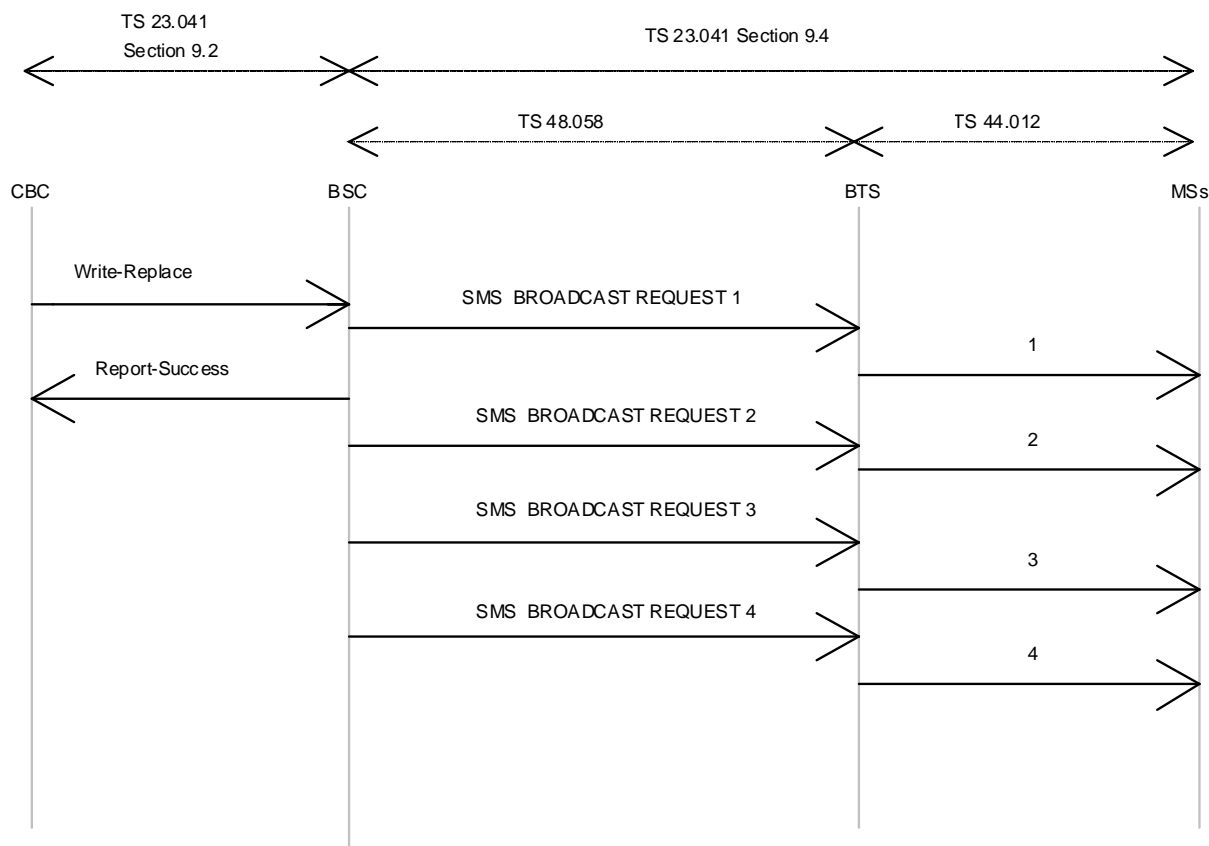 TS 23.041
Section 9.2
TS 23.041 Section 9.4
TS 48.058
TS 44.012
CBC
BSC
BTS
MSs
Write-Replace
SMS BROADCAST REQUEST 1
1
Report-Success
SMS BROADCAST REQUEST 2
2
SMS BROADCAST REQUEST 3
3
SMS BROADCAST REQUEST 4
4